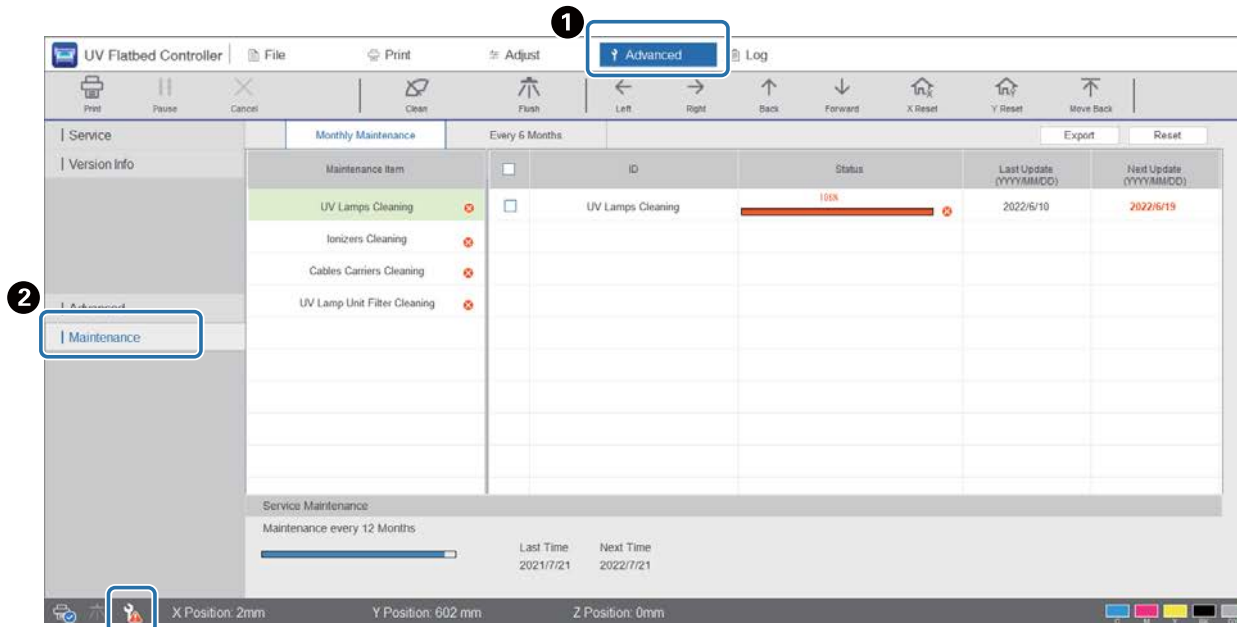 1
UV Flatbed Controller File Print Adjust Advanced Log
Print Pause Cancel Clean Flush Left Right Back Forward X Reset Y Reset Move Back
Service Monthly Maintenance Every 6 Months Export Reset
Version Info
Maintenance Item ID Status Last Update Next Update
(YYYY/MM/DD) (YYYY/MM/DD)
UV Lamps Cleaning UV Lamps Cleaning 2022/6/10 2022/6/19
Ionizers Cleaning
Cables Carriers Cleaning
2
Advanced UV Lamp Unit Filter Cleaning
Maintenance
Service Maintenance
Maintenance every 12 Months
Last Time Next Time
2021/7/21 2022/7/21
X Position: 2mm Y Position: 602 mm Z Position: 0mm